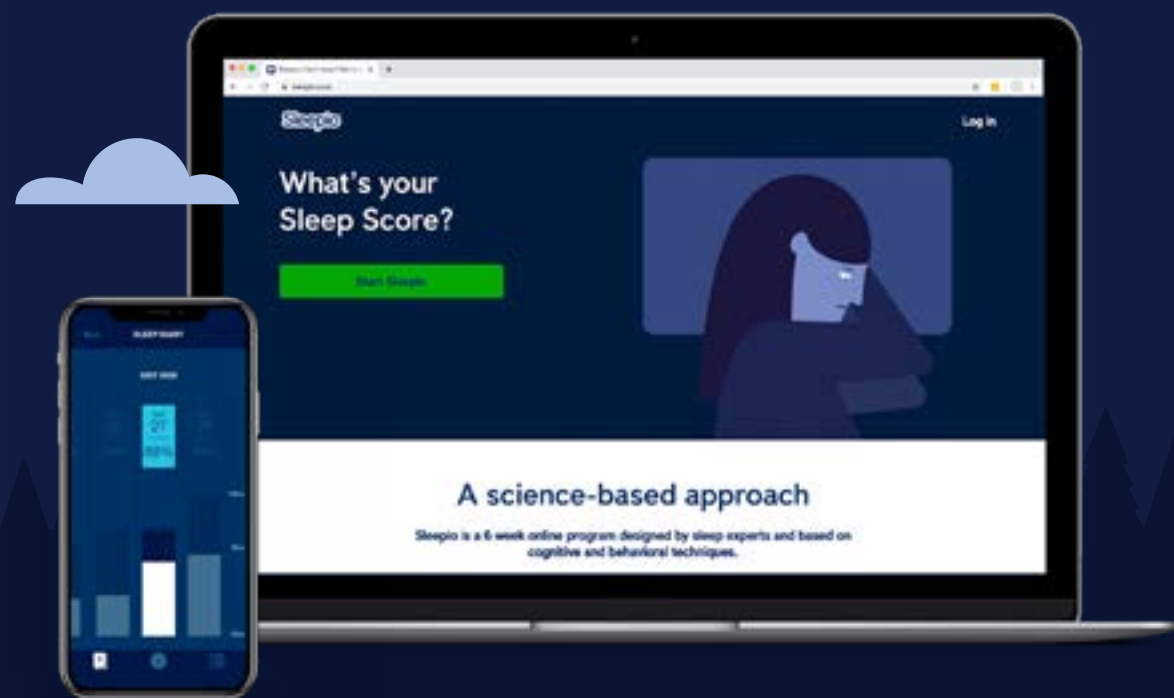 Sleepio
Log in
What's your
Sleep Score?
Start Sleepio
A science-based approach
Sleepio is a 6 week online program designed by sleep experts and based on
cognitive and behavioral techniques.
SLEEP DIARY
27